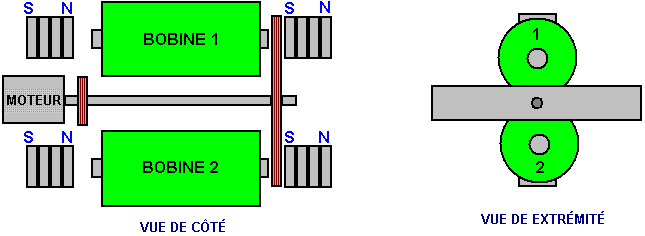 S N
S N
BOBINE 1
MOTEUR
S N
S N
BOBINE 2
VUE DE CÔTÉ
1
2
VUE DE EXTRÉMITÉ